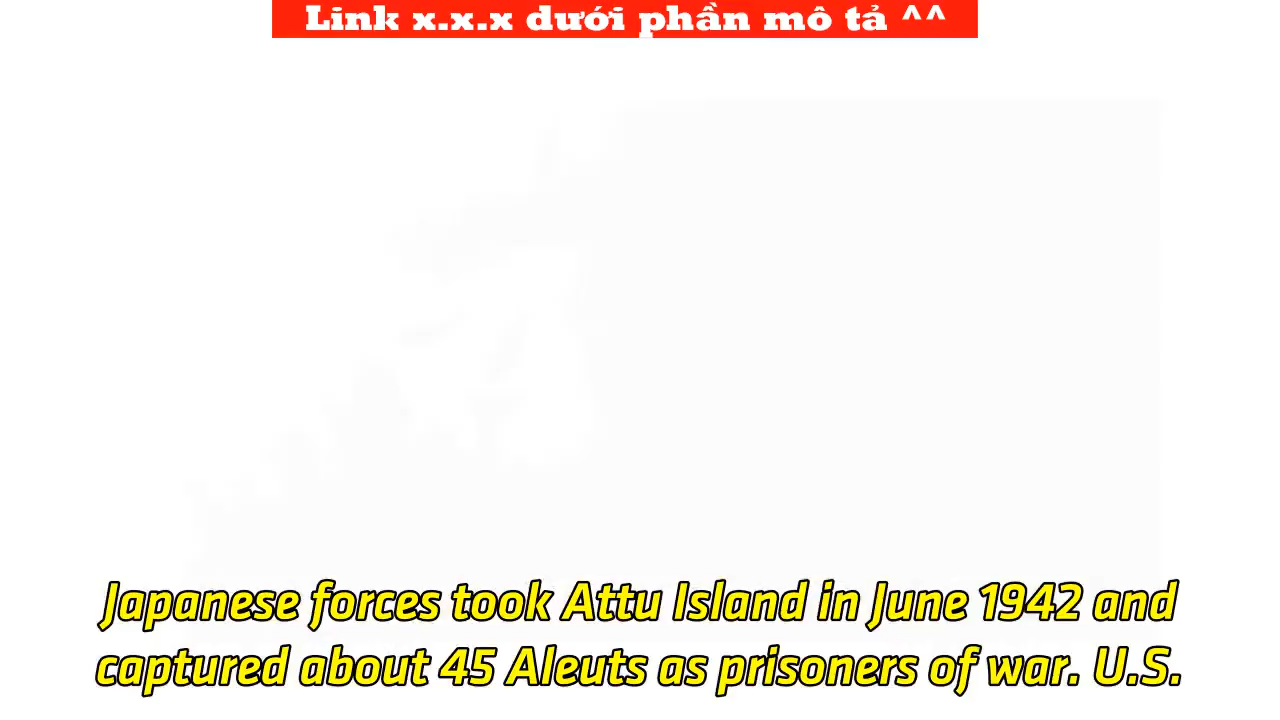 Link x.x.x dưới phần mô tả ^^
Japanese forces took Attu Island in June 1942 and
captured about 45 Aleuts as prisoners of war. U.S.